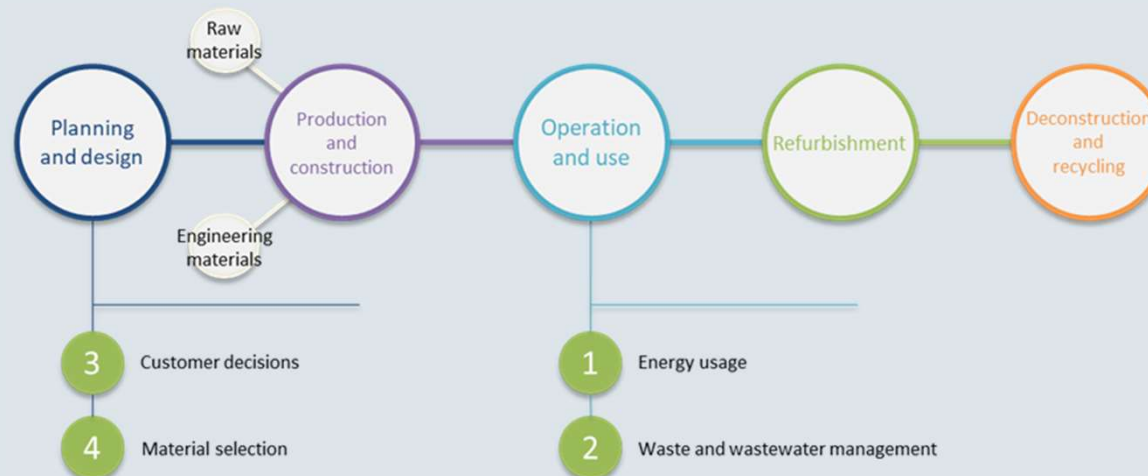 Raw
materials
Planning
and design
Production
and
construction
Operation
and use
Refurbishment
Deconstruction
and
recycling
Engineering
materials
3 Customer decisions
4 Material selection
1 Energy usage
2 Waste and wastewater management